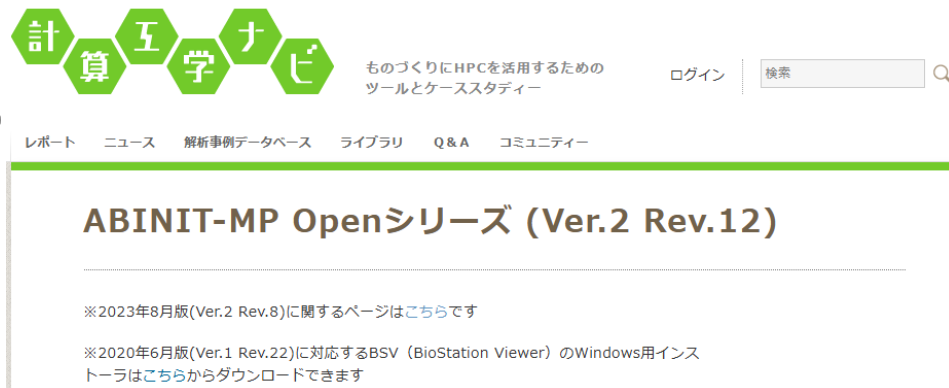 計算工学ナビ
ものづくりにHPCを活用するための
ツールとケーススタディー
ログイン
検索
レポート ニュース 解析事例データベース ライブラリ Q&A コミュニティー
ABINIT-MP Openシリーズ (Ver.2 Rev.12)
※2023年8月版(Ver.2 Rev.8)に関するページはこちらです
※2020年6月版(Ver.1 Rev.22)に対応するBSV（BioStation Viewer）のWindows用インス
トーラはこちらからダウンロードできます